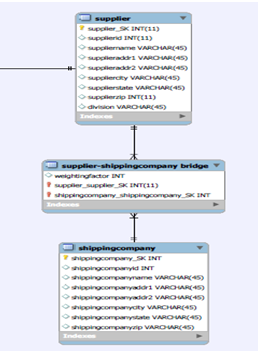 supplier
supplier_SK INT(11)
supplierid INT(11)
suppliername VARCHAR(45)
supplieraddr1 VARCHAR(45)
supplieraddr2 VARCHAR(45)
suppliercity VARCHAR(45)
supplierstate VARCHAR(45)
supplierzip INT(11)
division VARCHAR(45)
Indexes
supplier-shippingcompany bridge
weightingfactor INT
supplier_supplier_SK INT(11)
shippingcompany_shippingcompany_SK INT
Indexes
shippingcompany
shippingcompany_SK INT
shippingcompanyid INT
shippingcompanyname VARCHAR(45)
shippingcompanyaddr1 VARCHAR(45)
shippingcompanyaddr2 VARCHAR(45)
shippingcompanycity VARCHAR(45)
shippingcompanystate VARCHAR(45)
shippingcompanyzip VARCHAR(45)
Indexes